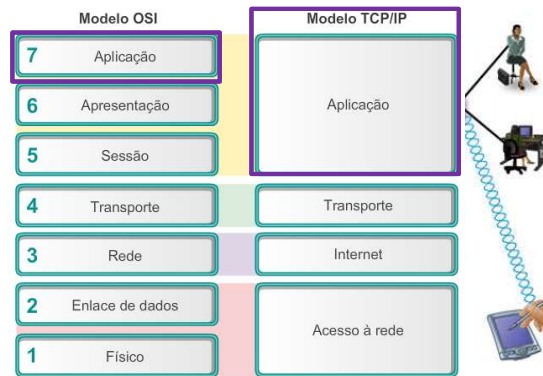 Modelo OSI
Modelo TCP/IP
7 Aplicação
6 Apresentação
5 Sessão
Aplicação
4 Transporte
Transporte
3 Rede
Internet
2 Enlace de dados
1 Físico
Acesso à rede